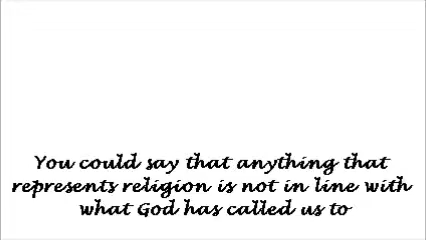 You could say that anything that
represents religion is not in line with
what God has called us to